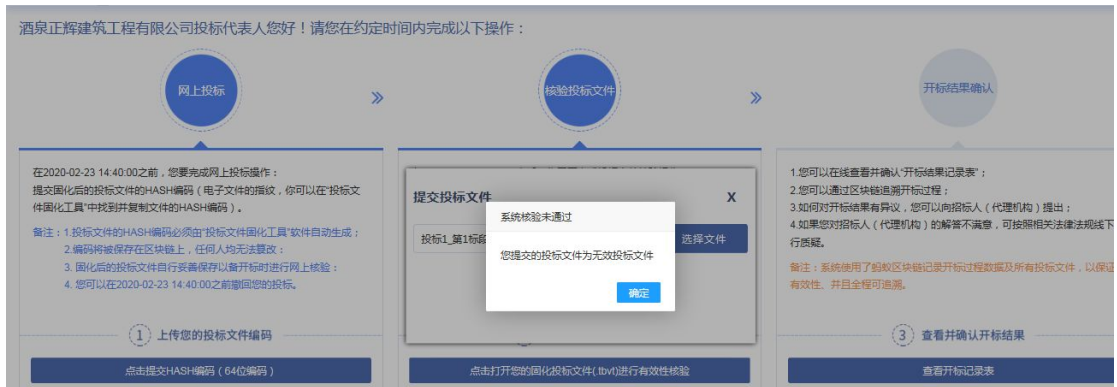 酒泉正辉建筑工程有限公司投标代表人您好！请您在约定时间内完成以下操作：
网上投标
核验投标文件
开标结果确认
在2020-02-23 14:40:00之前，您要完成网上投标操作：
提交固化后的投标文件的HASH编码（电子文件的指纹，你可以在“投标文
件固化工具”中找到并复制文件的HASH编码）。
备注：1.投标文件的HASH编码必须由“投标文件固化工具”软件自动生成；
2.编码将被保存在区块链上，任何人均无法篡改；
3. 固化后的投标文件自行妥善保存以备开标时进行网上核验；
4. 您可以在2020-02-23 14:40:00之前撤回您的投标。
1 上传您的投标文件编码
点击提交HASH编码（64位编码）
提交投标文件
X
投标1_第1标段
选择文件
系统核验未通过
您提交的投标文件为无效投标文件
确定
点击打开您的固化投标文件(.tbvt)进行有效性核验
1.您可以在线查看并确认“开标结果记录表”；
2.您可以通过区块链追溯开标过程；
3.如何对开标结果有异议，您可以向招标人（代理机构）提出；
4.如果您对招标人（代理机构）的解答不满意，可按照相关法律法规线下
行质疑。
备注：系统使用了蚂蚁区块链记录开标过程数据及所有投标文件，以保证
有效性、并且全程可追溯。
3 查看并确认开标结果
查看开标记录表